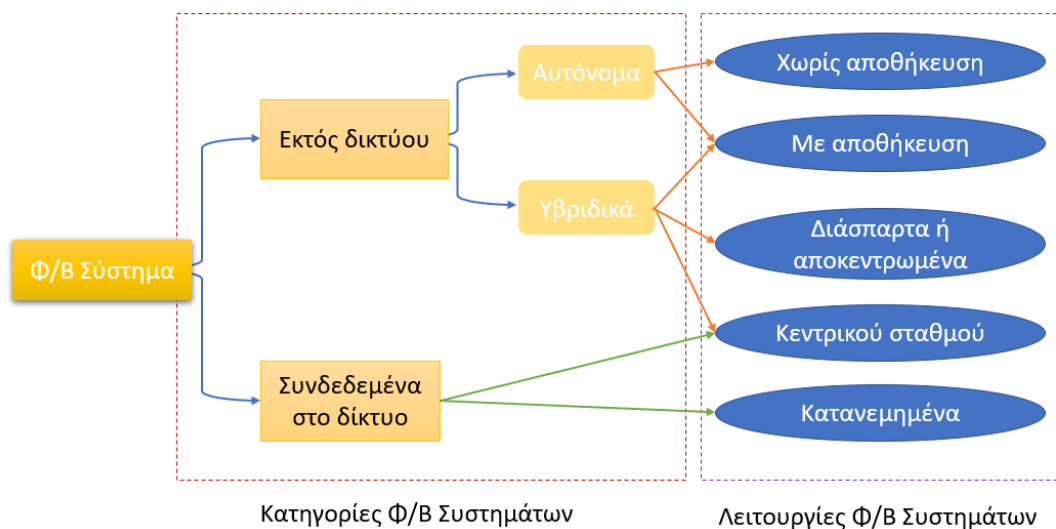 Φ/Β Σύστημα
Εκτός δικτύου
Συνδεδεμένα
στο δίκτυο
Αυτόνομα
Υβριδικά
Χωρίς αποθήκευση
Με αποθήκευση
Διάσπαρτα ή
αποκεντρωμένα
Κεντρικού σταθμού
Κατανεμημένα
Κατηγορίες Φ/Β Συστημάτων
Λειτουργίες Φ/Β Συστημάτων